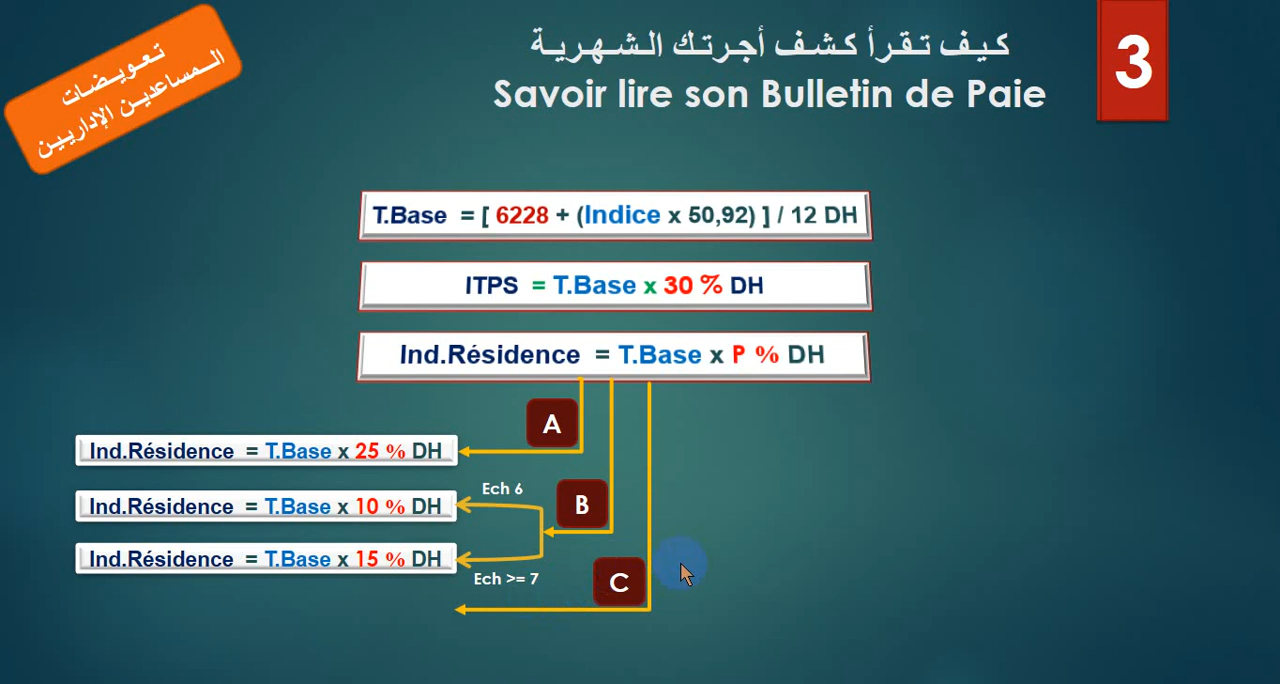 تعويضات
المساعدين الإداريين
كيف تقرأ كشف أجرتك الشهرية
Savoir lire son Bulletin de Paie
3
T.Base = [ 6228 + (Indice x 50,92) ] / 12 DH
ITPS = T.Base x 30 % DH
Ind.Résidence = T.Base x P % DH
A
Ind.Résidence = T.Base x 25 % DH
Ech 6
B
Ind.Résidence = T.Base x 10 % DH
Ind.Résidence = T.Base x 15 % DH
Ech >= 7
C